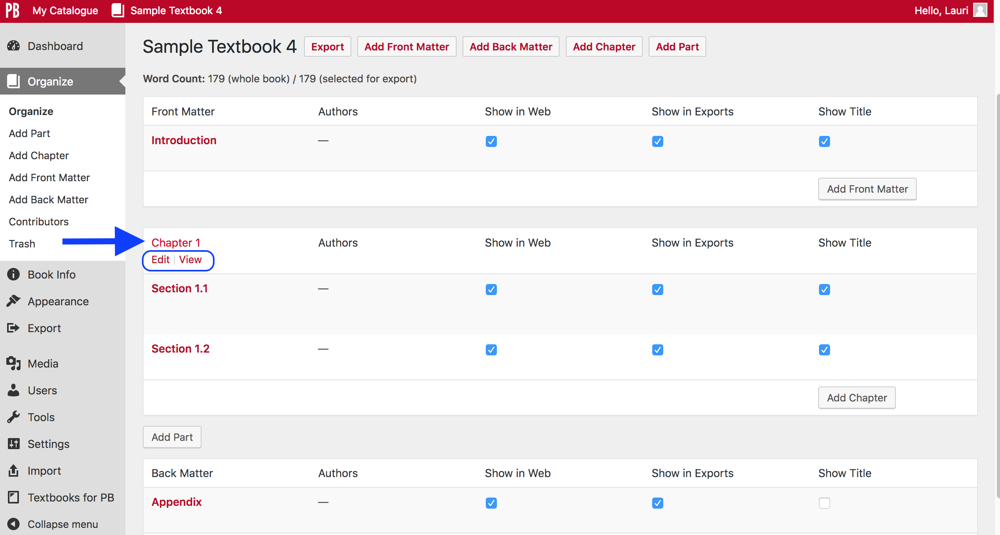 PB My Catalogue Sample Textbook 4 Hello, Lauri
Dashboard
Organize
Organize
Add Part
Add Chapter
Add Front Matter
Add Back Matter
Contributors
Trash
Book Info
Appearance
Export
Media
Users
Tools
Settings
Import
Textbooks for PB
Collapse menu
Sample Textbook 4 Export Add Front Matter Add Back Matter Add Chapter Add Part
Word Count: 179 (whole book) / 179 (selected for export)
Front Matter Authors Show in Web Show in Exports Show Title
Introduction —
Add Front Matter
Chapter 1 Authors Show in Web Show in Exports Show Title
Edit | View
Section 1.1 —
Section 1.2 —
Add Chapter
Add Part
Back Matter Authors Show in Web Show in Exports Show Title
Appendix —